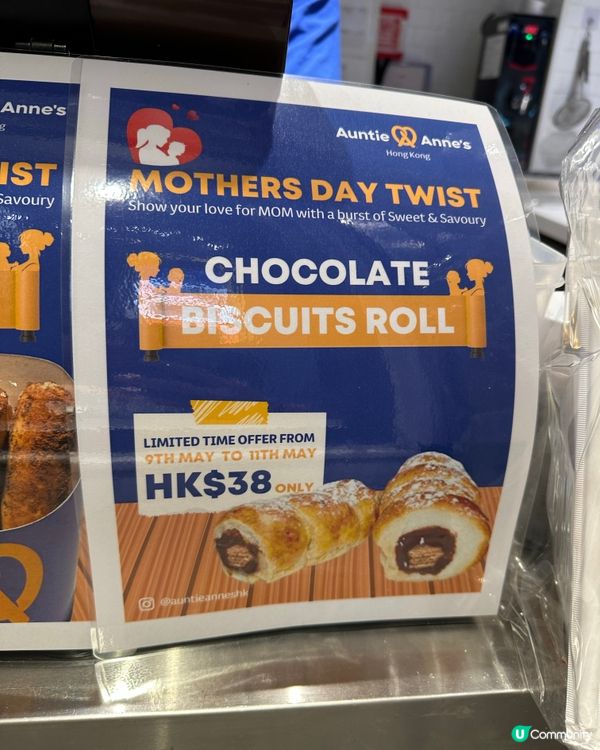 Anne's
IST
Savoury
Auntie Anne's
Hong Kong
MOTHERS DAY TWIST
Show your love for MOM with a burst of Sweet & Savoury
CHOCOLATE
BISCUITS ROLL
LIMITED TIME OFFER FROM
9TH MAY TO 11TH MAY
HK$38 ONLY
@auntieanneshk
U Community